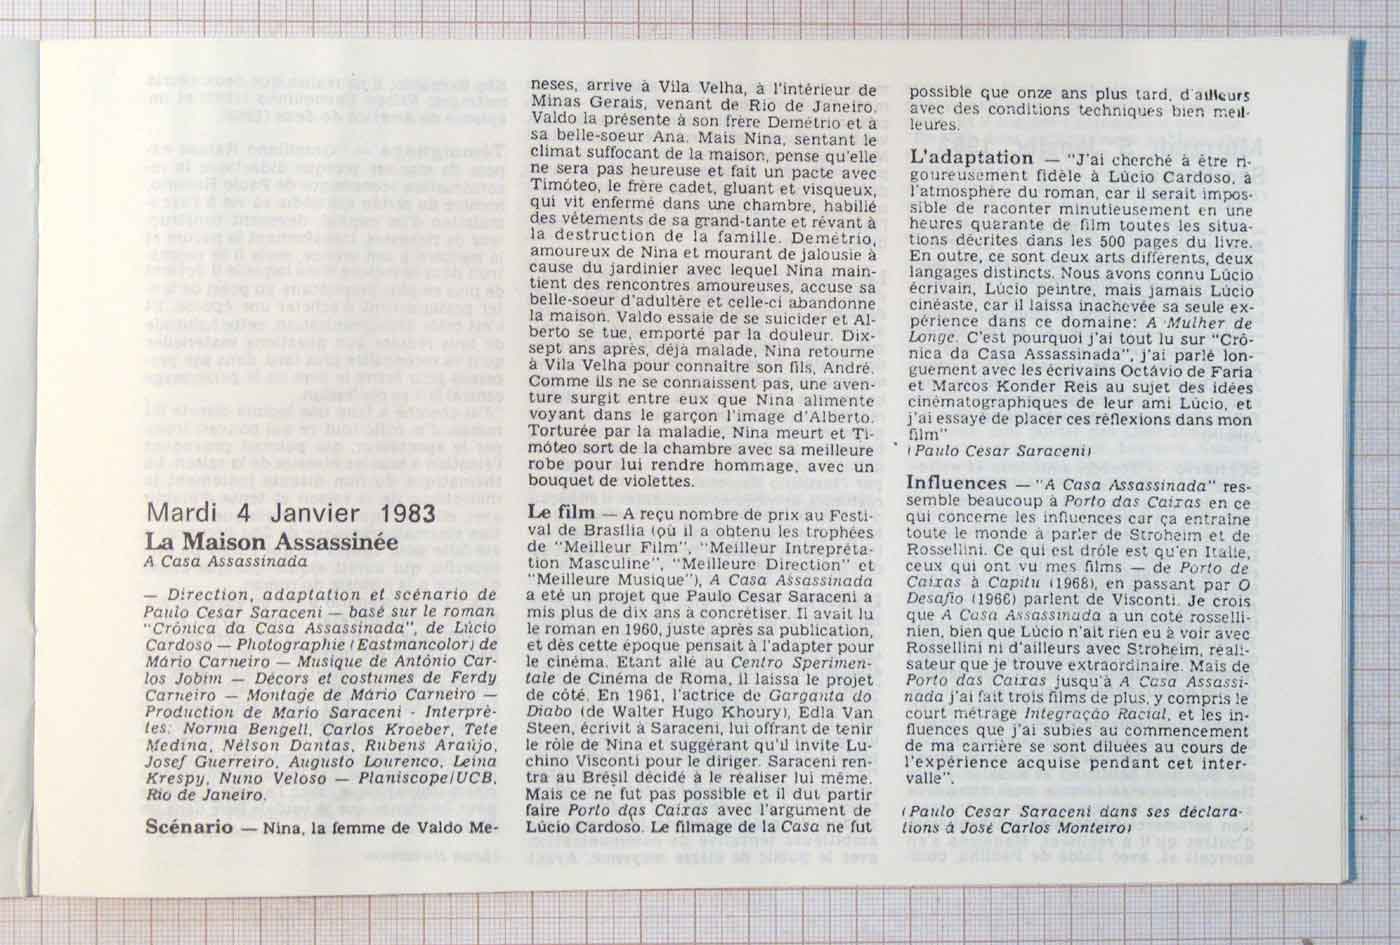 Mardi 4 Janvier 1983
La Maison Assassinée
A Casa Assassinada
— Direction, adaptation et scénario de
Paulo Cesar Saraceni — basé sur le roman
"Crônica da Casa Assassinada", de Lúcio
Cardoso — Photographie (Eastmancolor) de
Mário Carneiro — Musique de Antônio Car-
los Jobim — Décors et costumes de Ferdy
Carneiro — Montage de Mário Carneiro —
Production de Mario Saraceni - Interprè-
tes: Norma Bengell, Carlos Kroeber, Tete
Medina, Nélson Dantas, Rubens Araújo,
Josef Guerreiro, Augusto Lourenco, Leina
Krespy, Nuno Veloso — Planiscope/UCB,
Rio de Janeiro.
Scénario — Nina, la femme de Valdo Me-
neses, arrive à Vila Velha, à l'intérieur de
Minas Gerais, venant de Rio de Janeiro.
Valdo la présente à son frère Demétrio et à
sa belle-soeur Ana. Mais Nina, sentant le
climat suffocant de la maison, pense qu'elle
ne sera pas heureuse et fait un pacte avec
Timóteo, le frère cadet, gluant et visqueux,
qui vit enfermé dans une chambre, habilié
des vétements de sa grand-tante et rêvant à
la destruction de la famille. Demétrio,
amoureux de Nina et mourant de jalousie à
cause du jardinier avec lequel Nina main-
tient des rencontres amoureuses, accuse sa
belle-soeur d'adultère et celle-ci abandonne
la maison. Valdo essaie de se suicider et Al-
berto se tue, emporté par la douleur. Dix-
sept ans après, déjà malade, Nina retourne
à Vila Velha pour connaître son fils, André.
Comme ils ne se connaissent pas, une aven-
ture surgit entre eux que Nina alimente
voyant dans le garçon l'image d'Alberto.
Torturée par la maladie, Nina meurt et Ti-
móteo sort de la chambre avec sa meilleure
robe pour lui rendre hommage, avec un
bouquet de violettes.
Le film — A reçu nombre de prix au Festi-
val de Brasília (où il a obtenu les trophées
de "Meilleur Film", "Meilleur Intrepréta-
tion Masculine", "Meilleure Direction" et
"Meilleure Musique"), A Casa Assassinada
a eté un projet que Paulo Cesar Saraceni a
mis plus de dix ans à concrétiser. Il avait lu
le roman en 1960, juste après sa publication,
et dès cette époque pensait à l'adapter pour
le cinéma. Etant allé au Centro Sperimen-
tale de Cinéma de Roma, il laissa le projet
de côté. En 1961, l'actrice de Garganta do
Diabo (de Walter Hugo Khoury), Edla Van
Steen, écrivit à Saraceni, lui offrant de tenir
le rôle de Nina et suggérant qu'il invite Lu-
chino Visconti pour le diriger. Saraceni ren-
tra au Brésil décidé à le réaliser lui même.
Mais ce ne fut pas possible et il dut partir
faire Porto das Caixas avec l'argument de
Lúcio Cardoso. Le filmage de la Casa ne fut
possible que onze ans plus tard, d'ailleurs
avec des conditions techniques bien meil-
leures.
L'adaptation — "J'ai cherché à être ri-
goureusement fidèle à Lúcio Cardoso, à
l'atmosphère du roman, car il serait impos-
sible de raconter minutieusement en une
heures quarante de film toutes les situa-
tions décrites dans les 500 pages du livre.
En outre, ce sont deux arts différents, deux
langages distincts. Nous avons connu Lúcio
écrivain, Lúcio peintre, mais jamais Lúcio
cinéaste, car il laissa inachevée sa seule ex-
périence dans ce domaine: A Mulher de
Longe. C'est pourquoi j'ai tout lu sur "Crô-
nica da Casa Assassinada", j'ai parlé lon-
guement avec les écrivains Octávio de Faria
et Marcos Konder Reis au sujet des idées
cinématographiques de leur ami Lúcio, et
j'ai essayé de placer ces réflexions dans mon
film"
(Paulo Cesar Saraceni)
Influences — "A Casa Assassinada" res-
semble beaucoup à Porto das Caixas en ce
qui concerne les influences car ça entraîne
toute le monde à parler de Stroheim et de
Rossellini. Ce qui est drôle est qu'en Italie,
ceux qui ont vu mes films — de Porto de
Caixas à Capitu (1968), en passant par O
Desafio (1966) parlent de Visconti. Je crois
que A Casa Assassinada a un coté rosselli-
nien, bien que Lúcio n'ait rien eu à voir avec
Rossellini ni d'ailleurs avec Stroheim, réali-
sateur que je trouve extraordinaire. Mais de
Porto das Caixas jusqu'à A Casa Assassi-
nada j'ai fait trois films de plus, y compris le
court métrage Integração Racial, et les in-
fluences que j'ai subies au commencement
de ma carrière se sont diluées au cours de
l'expérience acquise pendant cet inter-
valle".
(Paulo Cesar Saraceni dans ses déclara-
tions à José Carlos Monteiro)